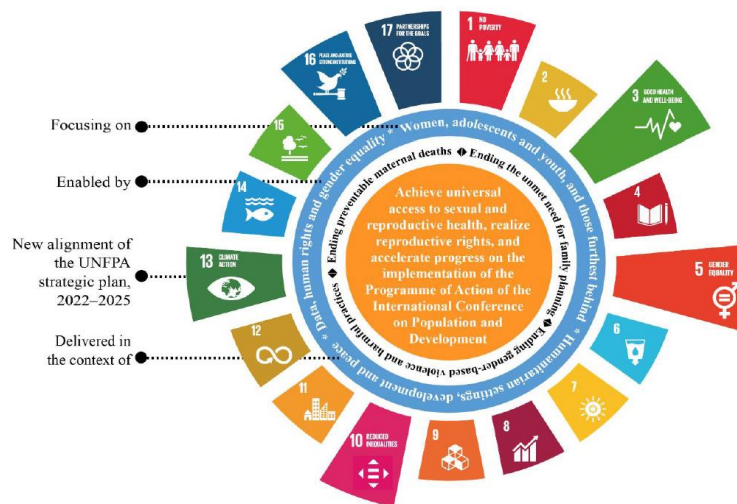 17 PARTNERSHIPS
FOR THE GOALS
1 NO
POVERTY
16 PEACE AND JUSTICE
STRONG INSTITUTIONS
2
3 GOOD HEALTH
AND WELL-BEING
15
4
14
13 CLIMATE
ACTION
5 GENDER
EQUALITY
12
6
11
7
10 REDUCED
INEQUALITIES
9
8
Focusing on
Enabled by
New alignment of
the UNFPA
strategic plan,
2022–2025
Delivered in
the context of
* Women, adolescents and youth, and those furthest behind
* Humanitarian settings, development and peace
* Data, human rights and gender equality
Ending preventable maternal deaths
Ending the unmet need for family planning
Ending gender-based violence and harmful practices
Achieve universal
access to sexual and
reproductive health, realize
reproductive rights, and
accelerate progress on the
implementation of the
Programme of Action of the
International Conference
on Population and
Development